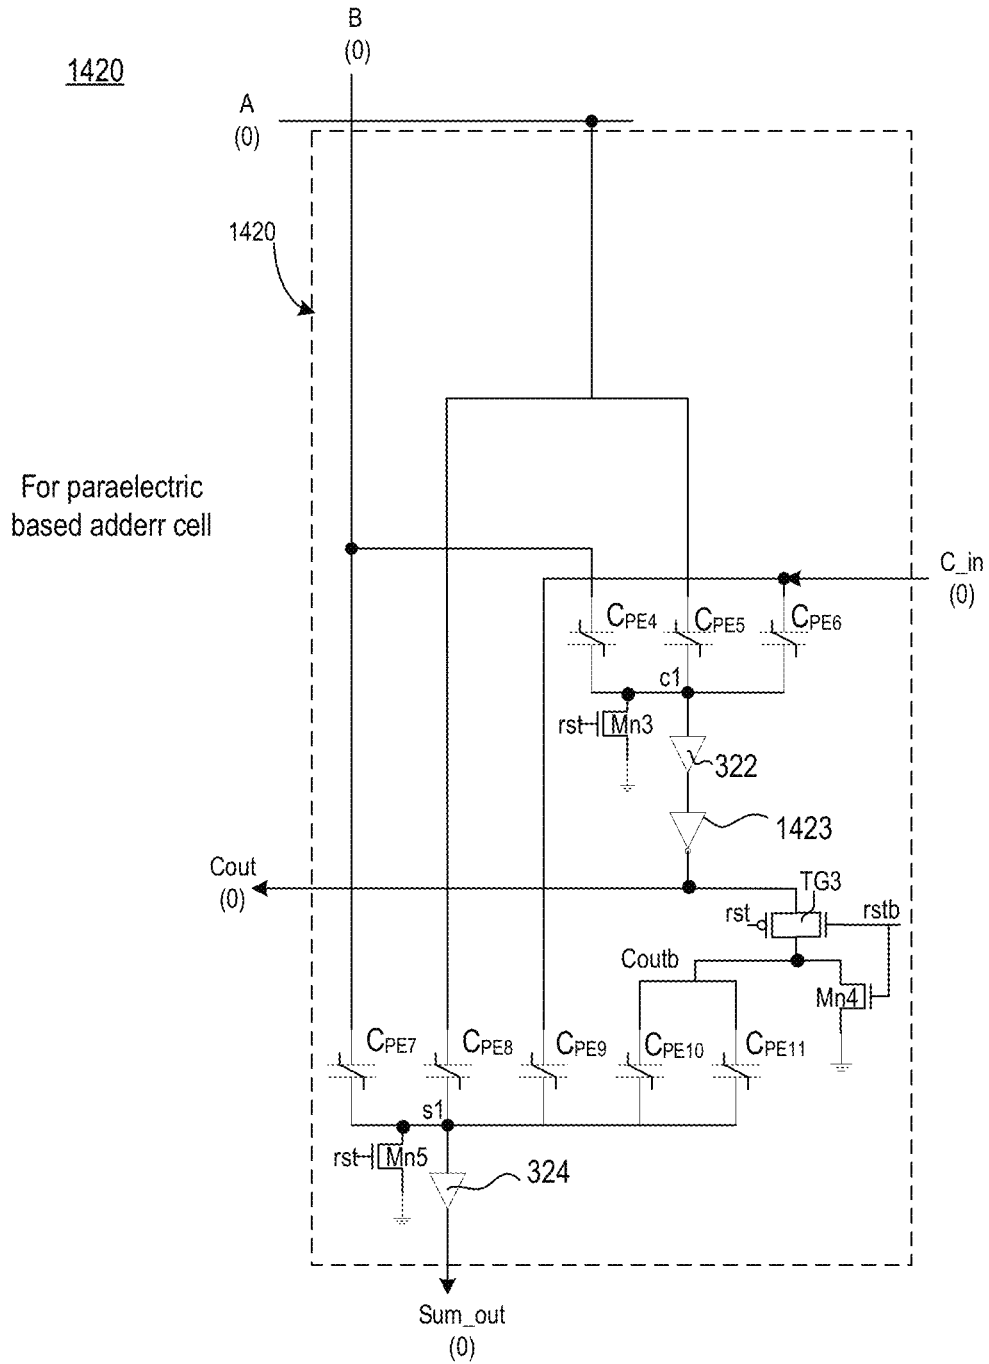 B
(0)
1420
A
(0)
1420
For paraelectric
based adderr cell
C_in
(0)
CPE4
CPE5
CPE6
c1
rst
Mn3
322
1423
Cout
(0)
TG3
rst
rstb
Coutb
Mn4
CPE7
CPE8
CPE9
CPE10
CPE11
s1
rst
Mn5
324
Sum_out
(0)